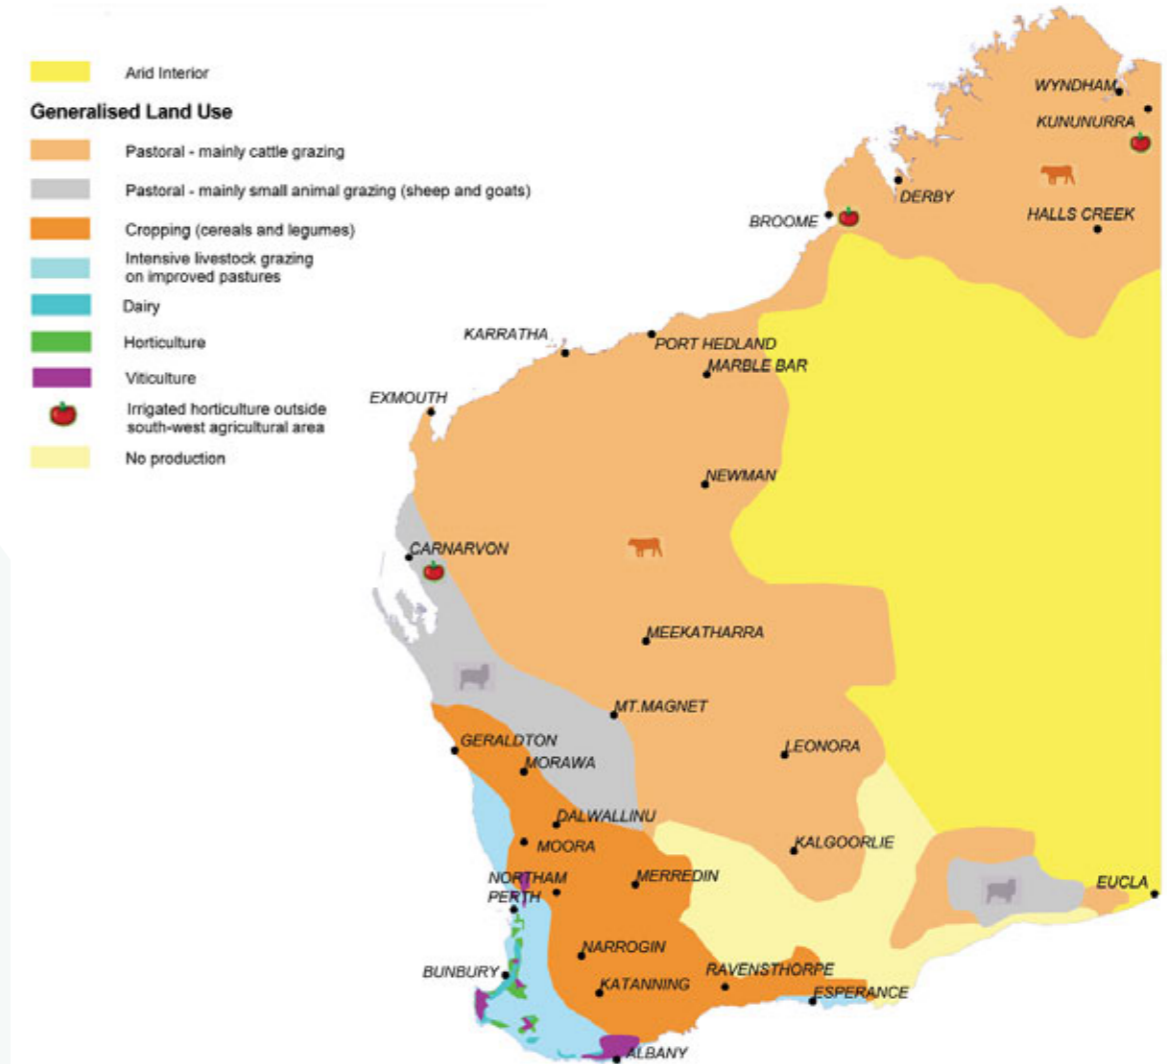 Arid Interior
Generalised Land Use
Pastoral - mainly cattle grazing
Pastoral - mainly small animal grazing (sheep and goats)
Cropping (cereals and legumes)
Intensive livestock grazing
on improved pastures
Dairy
Horticulture
Viticulture
Irrigated horticulture outside
south-west agricultural area
No production
WYNDHAM
KUNUNURRA
DERBY
BROOME
HALLS CREEK
KARRATHA
PORT HEDLAND
MARBLE BAR
EXMOUTH
NEWMAN
CARNARVON
MEEKATHARRA
MT.MAGNET
GERALDTON
LEONORA
MORAWA
DALWALLINU
MOORA
KALGOORLIE
NORTHAM
MERREDIN
EUCLA
PERTH
NARROGIN
BUNBURY
RAVENSTHORPE
KATANNING
ESPERANCE
ALBANY